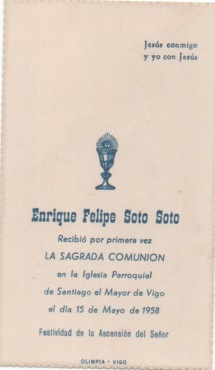 Jesús conmigo
y yo con Jesús
Enrique Felipe Soto Soto
Recibió por primera vez
LA SAGRADA COMUNION
en la Iglesia Parroquial
de Santiago el Mayor de Vigo
el día 15 de Mayo de 1958
Festividad de la Ascensión del Señor
OLIMPIA - VIGO